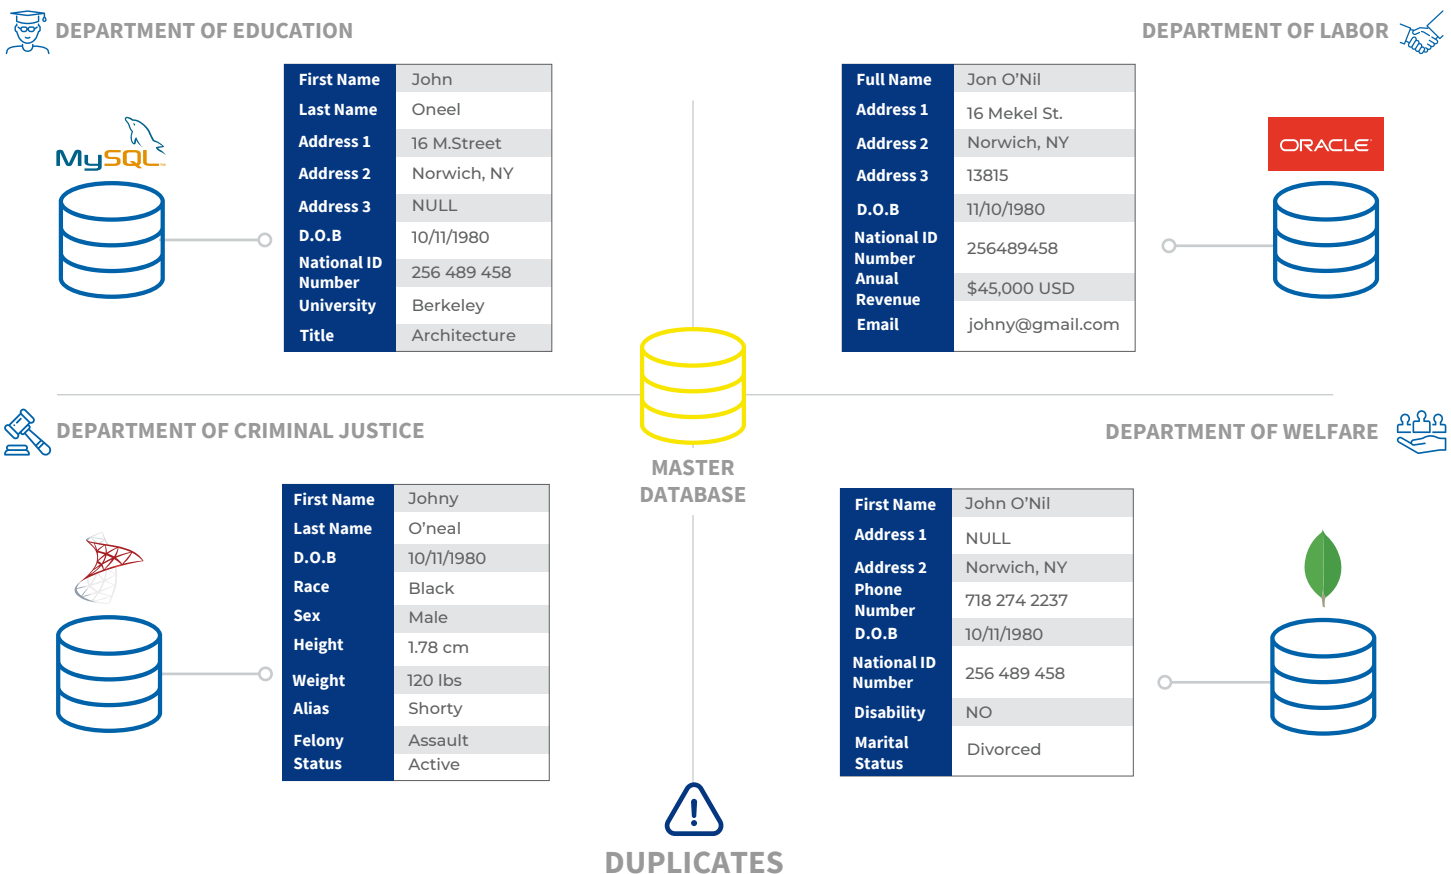 DEPARTMENT OF EDUCATION
MySQL
First Name John
Last Name Oneel
Address 1 16 M.Street
Address 2 Norwich, NY
Address 3 NULL
D.O.B 10/11/1980
National ID
Number 256 489 458
University Berkeley
Title Architecture
DEPARTMENT OF LABOR
ORACLE
Full Name Jon O’Nil
Address 1 16 Mekel St.
Address 2 Norwich, NY
Address 3 13815
D.O.B 11/10/1980
National ID
Number 256489458
Anual
Revenue $45,000 USD
Email johny@gmail.com
MASTER
DATABASE
DEPARTMENT OF CRIMINAL JUSTICE
First Name Johny
Last Name O’neal
D.O.B 10/11/1980
Race Black
Sex Male
Height 1.78 cm
Weight 120 lbs
Alias Shorty
Felony Assault
Status Active
DEPARTMENT OF WELFARE
First Name John O’Nil
Address 1 NULL
Address 2 Norwich, NY
Phone
Number 718 274 2237
D.O.B 10/11/1980
National ID
Number 256 489 458
Disability NO
Marital
Status Divorced
DUPLICATES